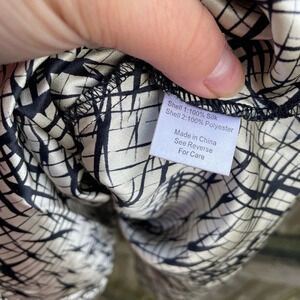 Shell 1:100% Silk
Shell 2:100%Polyester
Made in China
See Reverse
For Care